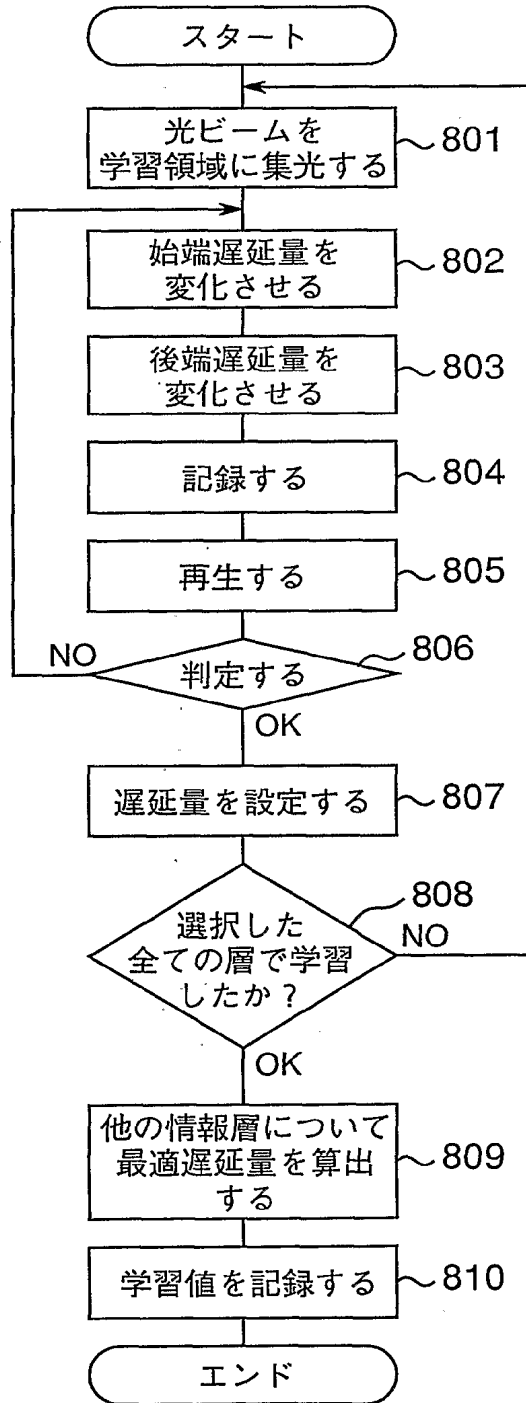 スタート
光ビームを
学習領域に集光する
801
始端遅延量を
変化させる
802
後端遅延量を
変化させる
803
記録する
804
再生する
805
判定する
806
NO
OK
遅延量を設定する
807
選択した
全ての層で学習
したか？
808
NO
OK
他の情報層について
最適遅延量を算出
する
809
学習値を記録する
810
エンド